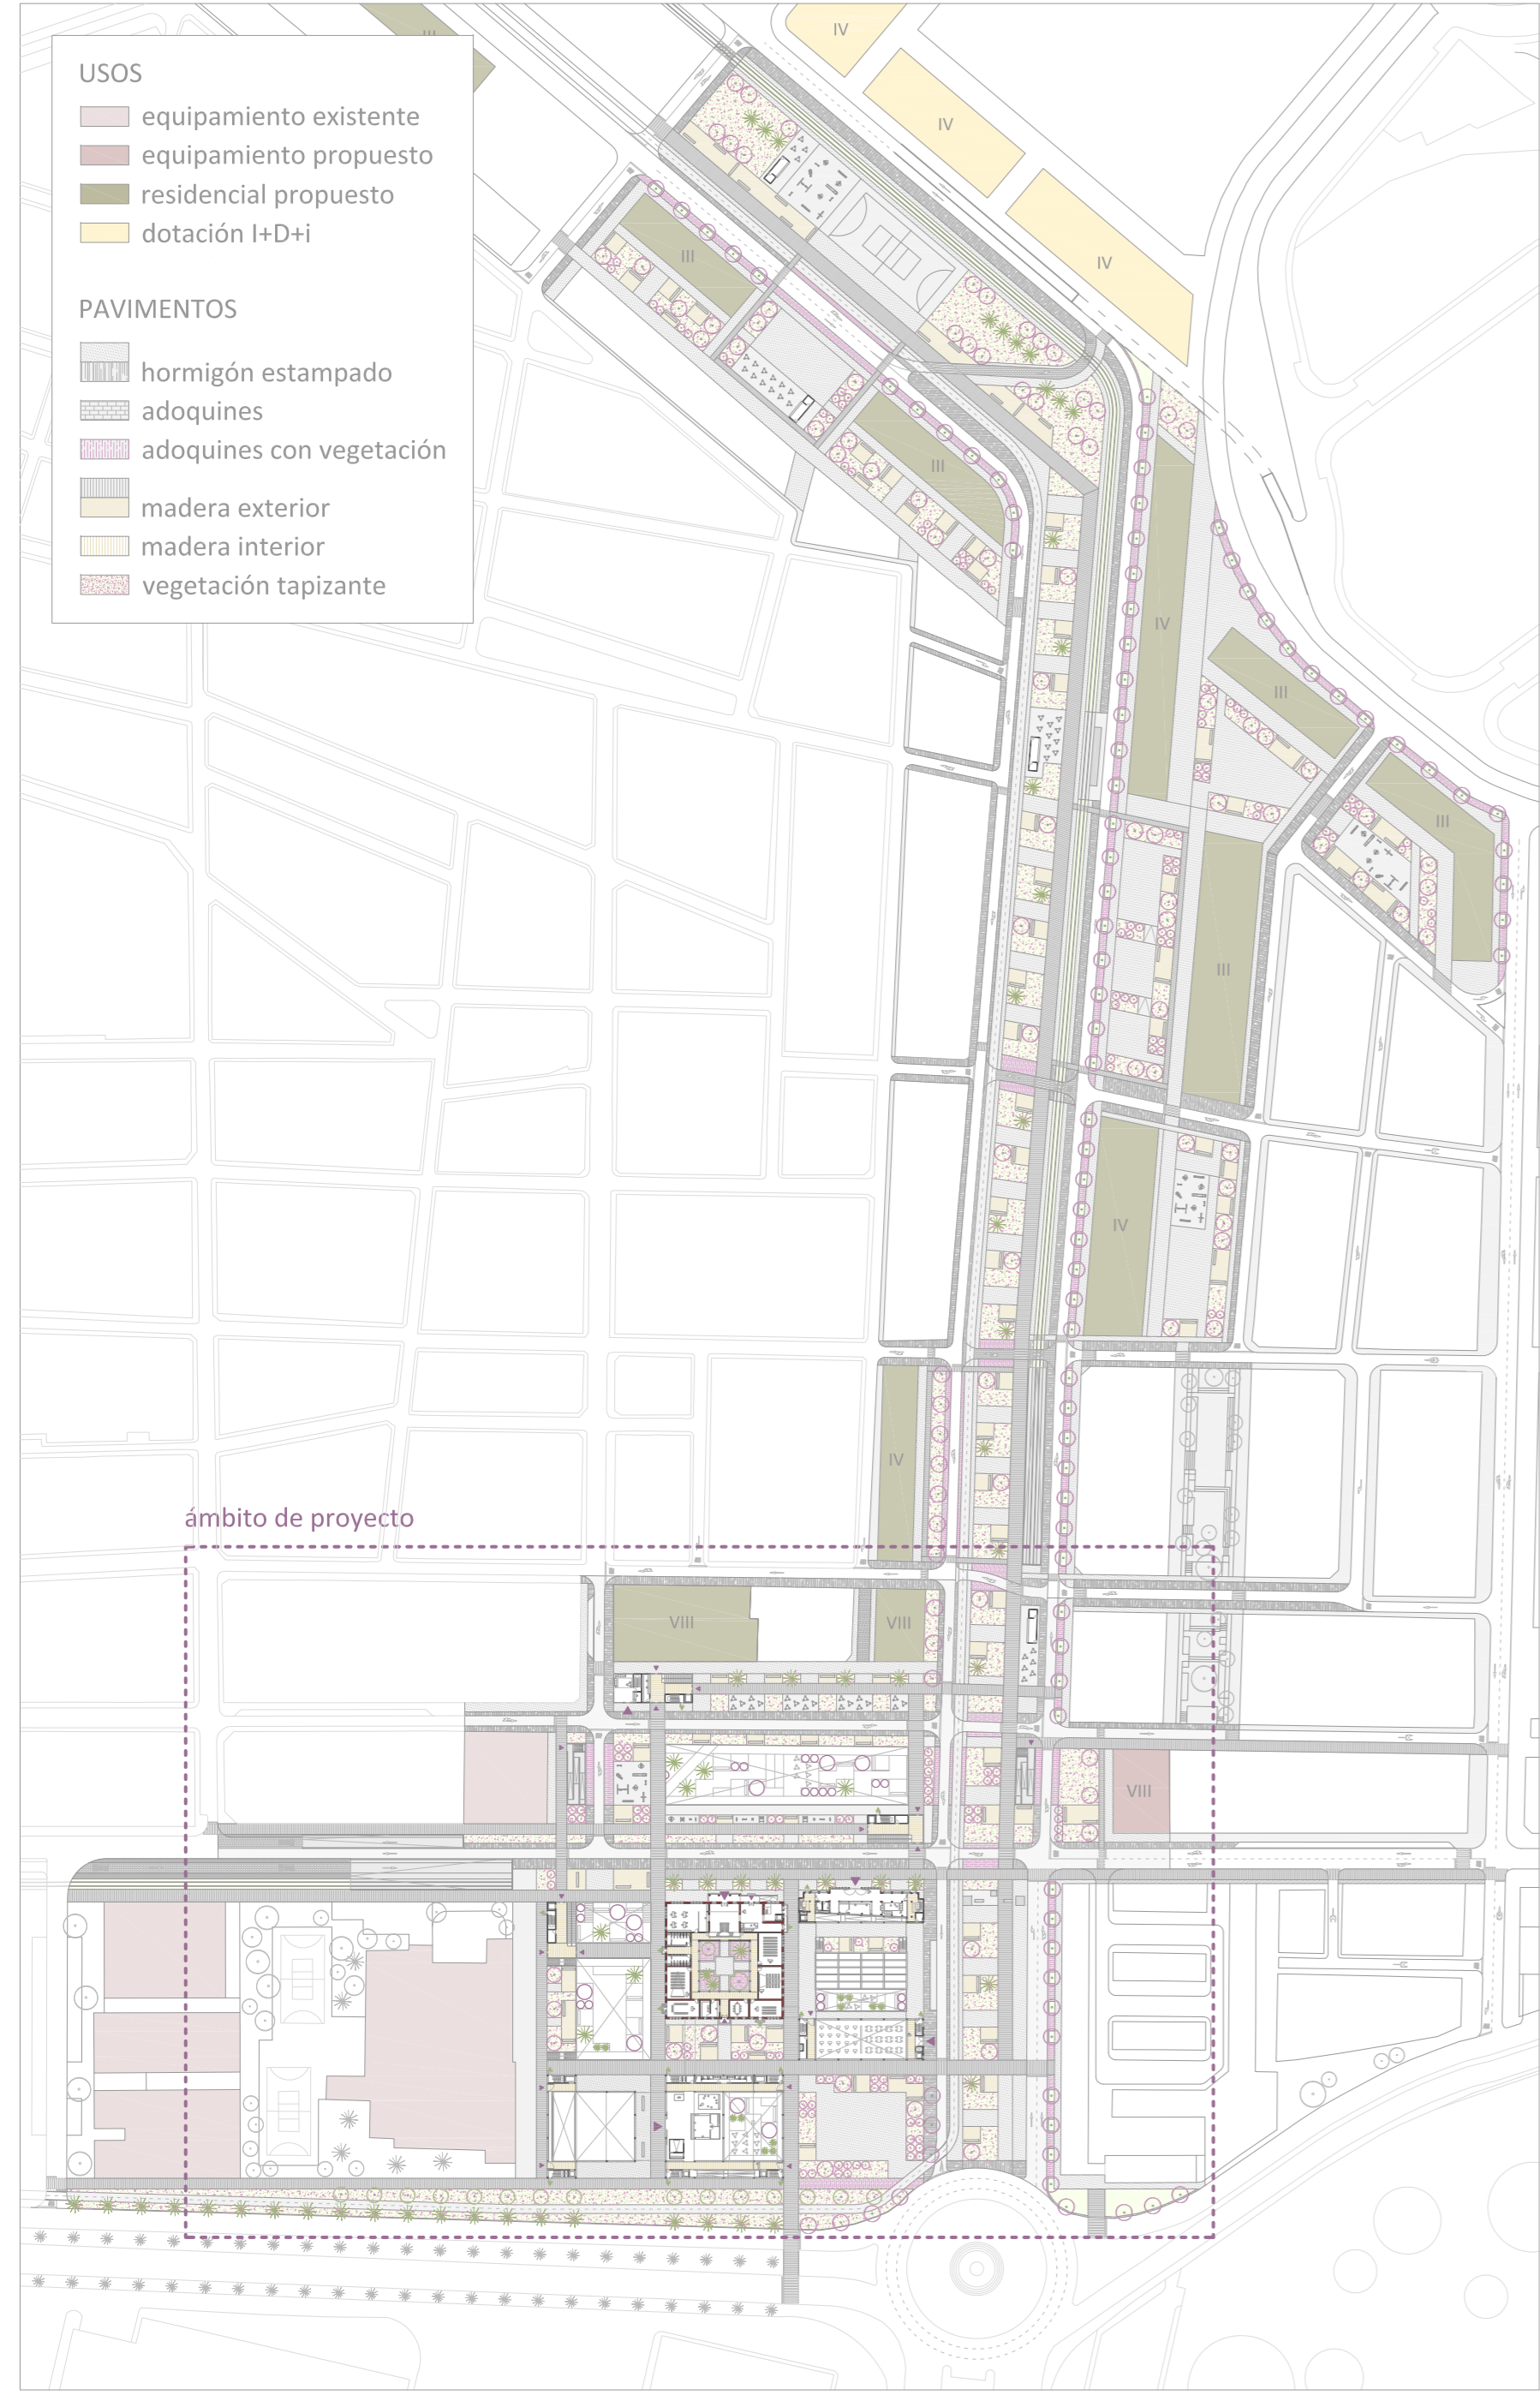 III
IV
USOS
equipamiento existente
equipamiento propuesto
residencial propuesto
dotación I+D+i
PAVIMENTOS
hormigón estampado
adoquines
adoquines con vegetación
madera exterior
madera interior
vegetación tapizante
IV
IV
III
III
IV
III
III
III
IV
IV
ámbito de proyecto
VIII
VIII
VIII